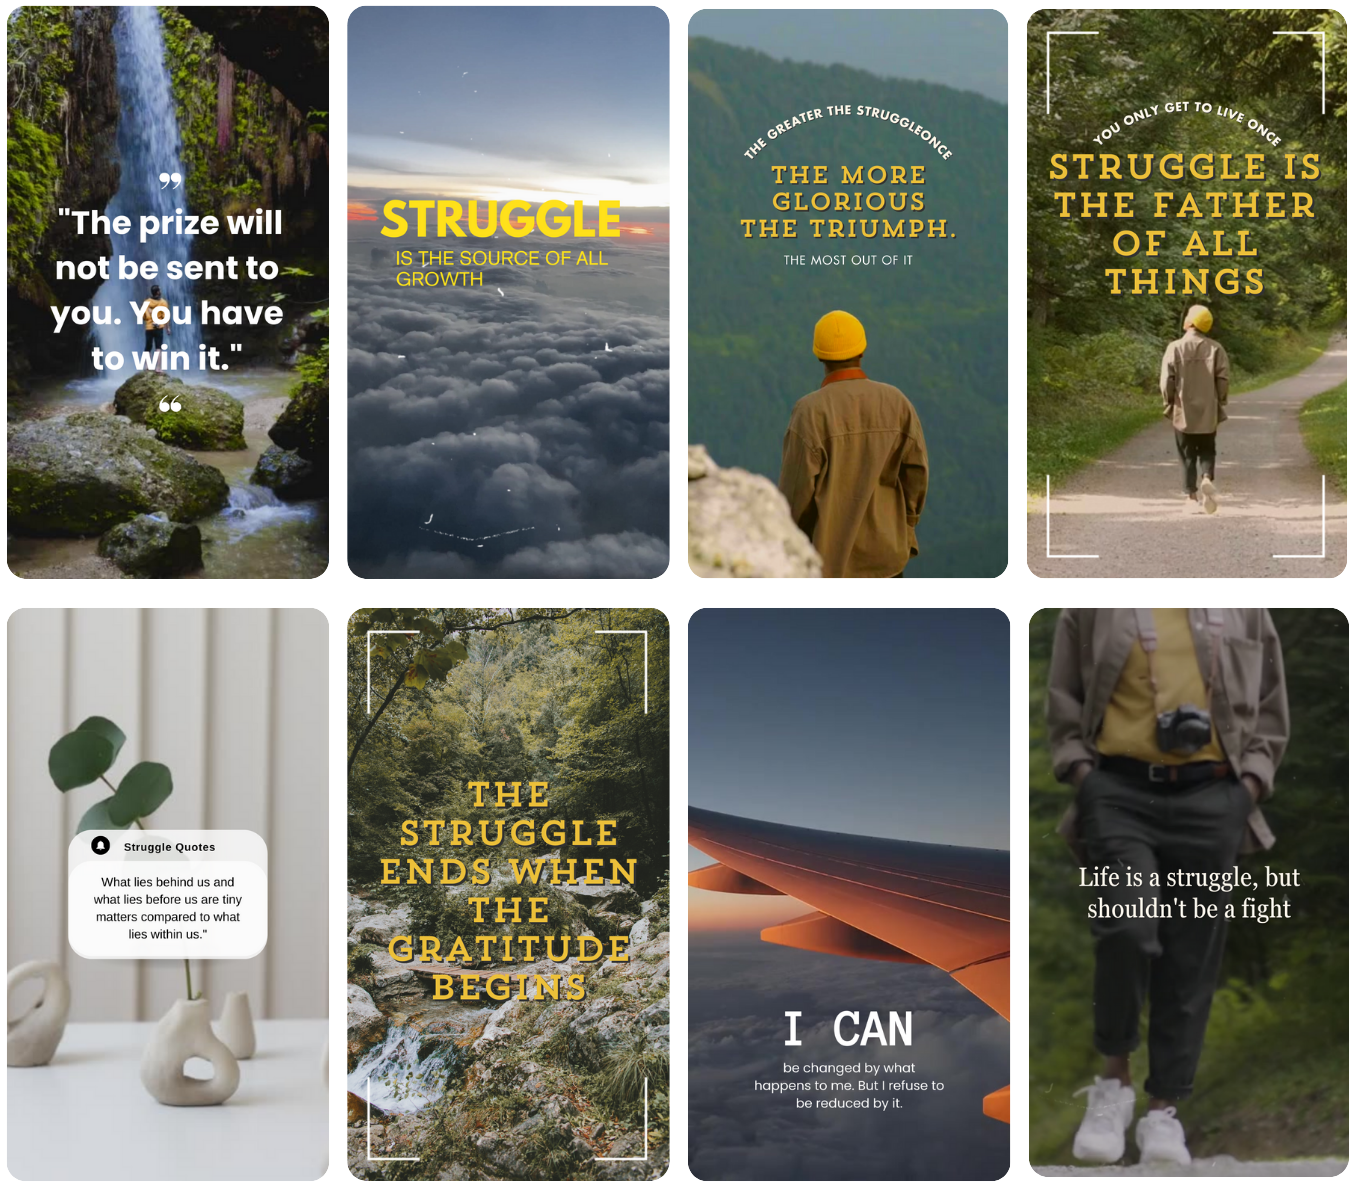 ”
"The prize will
not be sent to
you. You have
to win it."
“
STRUGGLE
IS THE SOURCE OF ALL
GROWTH
THE GREATER THE STRUGGLEONCE
THE MORE
GLORIOUS
THE TRIUMPH.
THE MOST OUT OF IT
YOU ONLY GET TO LIVE ONCE
STRUGGLE IS
THE FATHER
OF ALL
THINGS
Struggle Quotes
What lies behind us and
what lies before us are tiny
matters compared to what
lies within us."
THE
STRUGGLE
ENDS WHEN
THE
GRATITUDE
BEGINS
I CAN
be changed by what
happens to me. But I refuse to
be reduced by it.
Life is a struggle, but
shouldn't be a fight